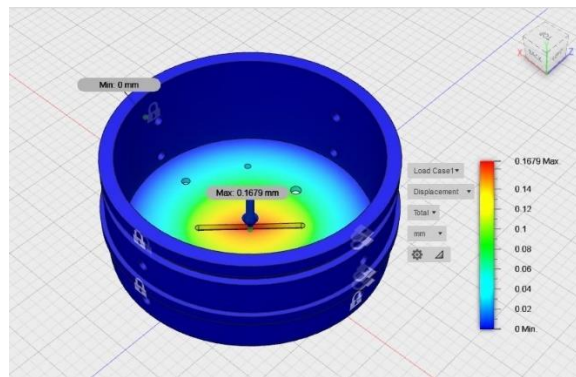 Min: 0 mm
Max: 0.1679 mm
X
Z
Load Case1
Displacement
Total
mm
0.1679 Max.
0.14
0.12
0.1
0.08
0.06
0.04
0.02
0 Min.